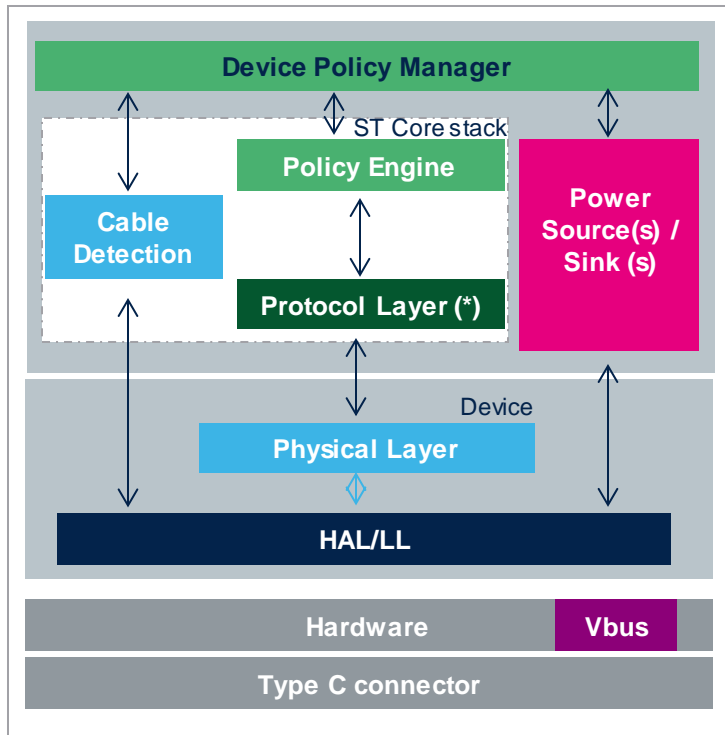 Device Policy Manager
ST Core stack
Policy Engine
Cable
Detection
Power
Source(s) /
Sink (s)
Protocol Layer (*)
Device
Physical Layer
HAL/LL
Hardware
Vbus
Type C connector